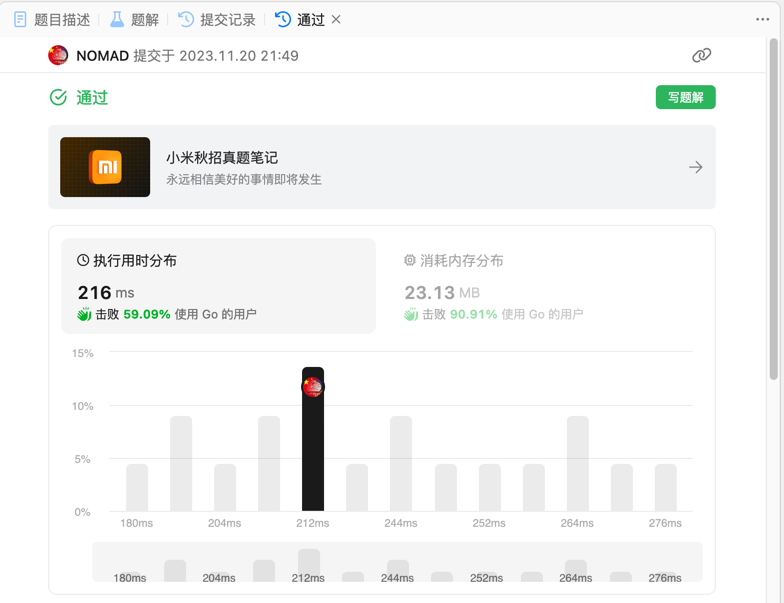 题目描述 题解 提交记录 通过
NOMAD 提交于 2023.11.20 21:49
通过 写题解
小米秋招真题笔记
永远相信美好的事情即将发生
执行用时分布 消耗内存分布
216 ms 23.13 MB
击败 59.09% 使用 Go 的用户 击败 90.91% 使用 Go 的用户
15%
10%
5%
0%
180ms 204ms 212ms 244ms 252ms 264ms 276ms
180ms 204ms 212ms 244ms 252ms 264ms 276ms